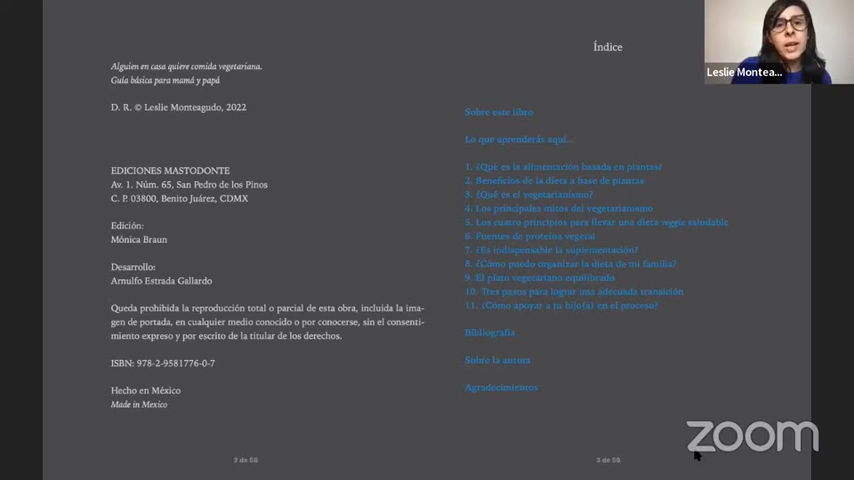 Alguien en casa quiere comida vegetariana.
Guía básica para mamá y papá
D. R. © Leslie Monteagudo, 2022
EDICIONES MASTODONTE
Av. 1. Núm. 65, San Pedro de los Pinos
C. P. 03800, Benito Juárez, CDMX
Edición:
Mónica Braun
Desarrollo:
Arnulfo Estrada Gallardo
Queda prohibida la reproducción total o parcial de esta obra, incluida la ima-
gen de portada, en cualquier medio conocido o por conocerse, sin el consenti-
miento expreso y por escrito de la titular de los derechos.
ISBN: 978-2-9581776-0-7
Hecho en México
Made in Mexico
2 de 58
Índice
Sobre este libro
Lo que aprenderás aquí...
1. ¿Qué es la alimentación basada en plantas?
2. Beneficios de la dieta a base de plantas
3. ¿Qué es el vegetarianismo?
4. Los principales mitos del vegetarianismo
5. Los cuatro principios para llevar una dieta veggie saludable
6. Fuentes de proteína vegetal
7. ¿Es indispensable la suplementación?
8. ¿Cómo puedo organizar la dieta de mi familia?
9. El plato vegetariano equilibrado
10. Tres pasos para lograr una adecuada transición
11. ¿Cómo apoyar a tu hijo(a) en el proceso?
Bibliografía
Sobre la autora
Agradecimientos
3 de 58
Leslie Montea...
zoom